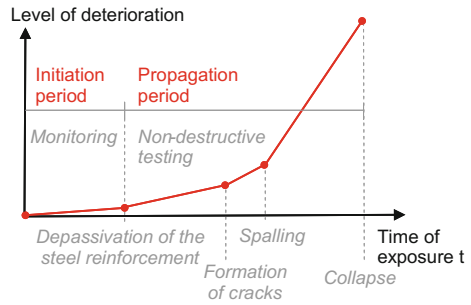 Level of deterioration
Initiation
period
Propagation
period
Monitoring
Non-destructive
testing
Depassivation of the
steel reinforcement
Spalling
Time of
exposure t
Formation
of cracks
Collapse